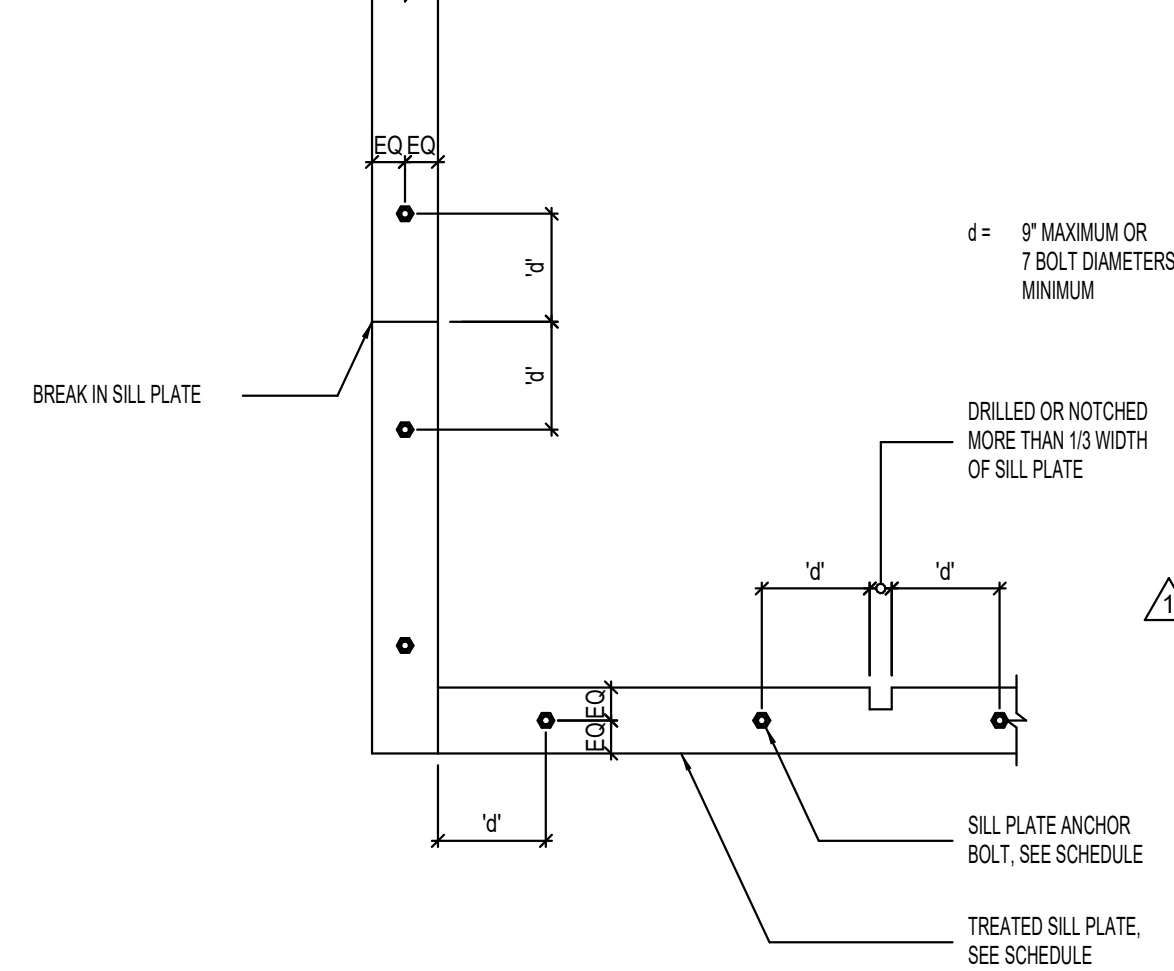 EQ EQ
'd'
d = 9" MAXIMUM OR
7 BOLT DIAMETERS
MINIMUM
'd'
BREAK IN SILL PLATE
DRILLED OR NOTCHED
MORE THAN 1/3 WIDTH
OF SILL PLATE
'd' 'd'
1
EQ
EQ
'd'
SILL PLATE ANCHOR
BOLT, SEE SCHEDULE
TREATED SILL PLATE,
SEE SCHEDULE